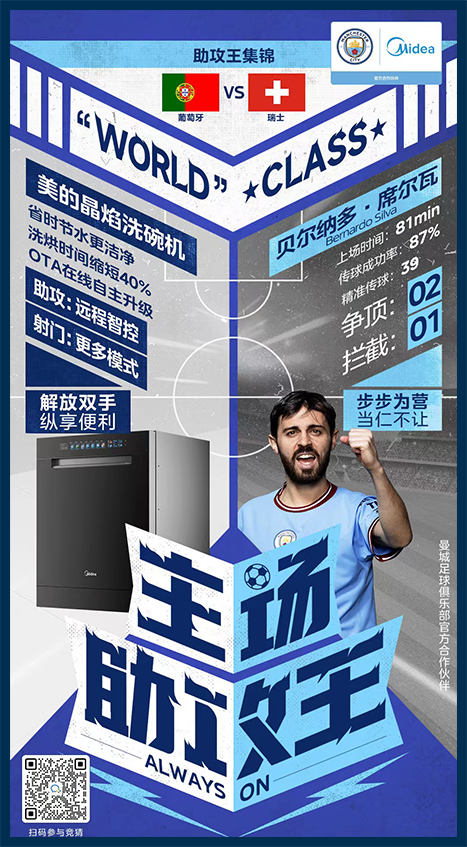 助攻王集锦
MANCHESTER
CITY
Midea
官方合作伙伴
VS
葡萄牙
瑞士
“WORLD”
★CLASS★
美的晶焰洗碗机
省时节水更洁净
洗烘时间缩短40%
OTA在线自主升级
助攻：远程智控
射门：更多模式
解放双手
纵享便利
贝尔纳多·席尔瓦
Bernardo Silva
上场时间：81min
传球成功率：87%
精准传球：39
争顶：02
拦截：01
步步为营
当仁不让
Midea
曼城足球俱乐部官方合作伙伴
主场
助攻王
ALWAYS
ON
扫码参与竞猜